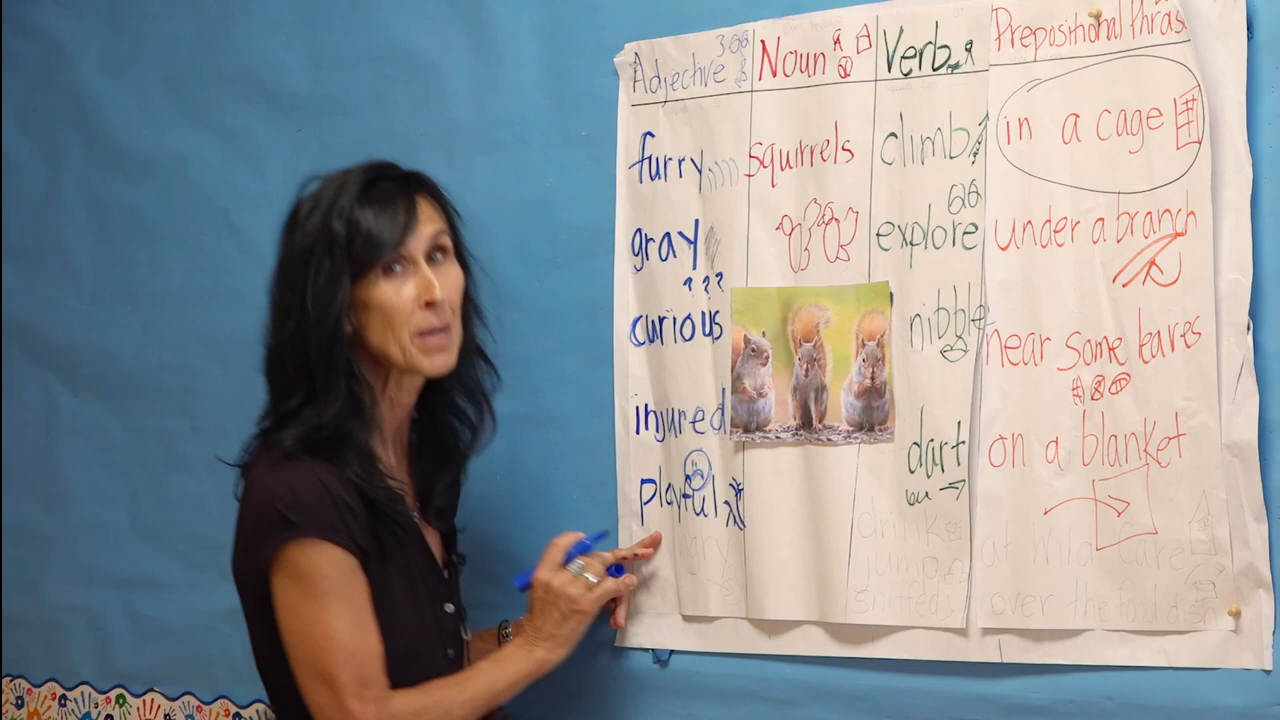 Adjective Noun Verb Prepositional Phras
furry squirrels climb in a cage
gray explore under a branch
???
curious nibble near some leaves
injured dart on a blanket
playful
drink
jump at Wild Care
sniffed over the food dish